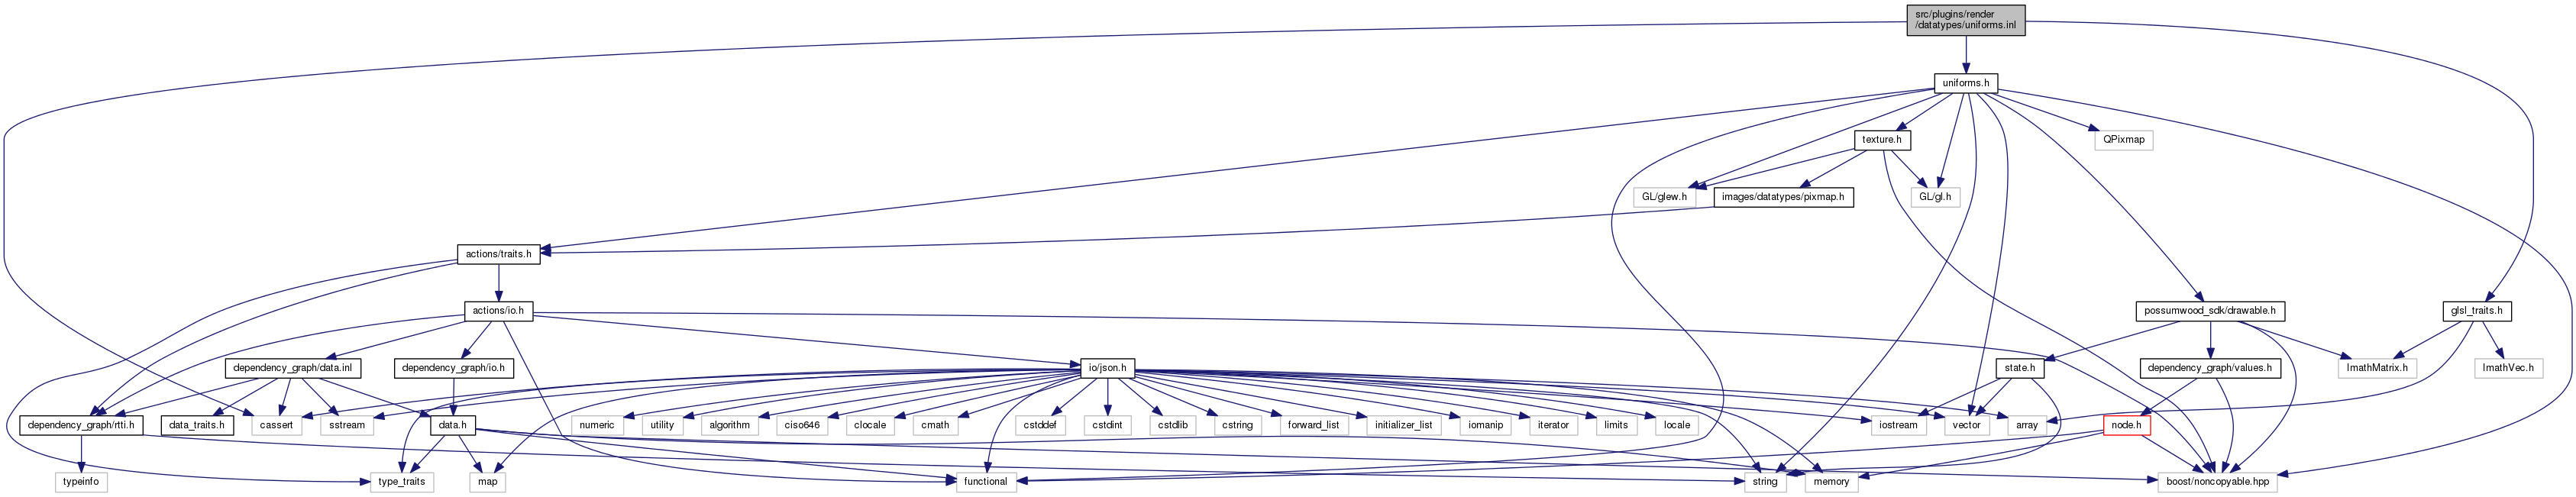 src/plugins/render
/datatypes/uniforms.inl
uniforms.h
texture.h
QPixmap
GL/glew.h
images/datatypes/pixmap.h
GL/gl.h
actions/traits.h
actions/io.h
possumwood_sdk/drawable.h
glsl_traits.h
dependency_graph/data.inl
dependency_graph/io.h
io/json.h
state.h
dependency_graph/values.h
ImathMatrix.h
ImathVec.h
dependency_graph/rtti.h
data_traits.h
cassert
sstream
data.h
numeric
utility
algorithm
ciso646
clocale
cmath
cstddef
cstdint
cstdlib
cstring
forward_list
initializer_list
iomanip
iterator
limits
locale
iostream
vector
array
node.h
typeinfo
type_traits
map
functional
string
memory
boost/noncopyable.hpp